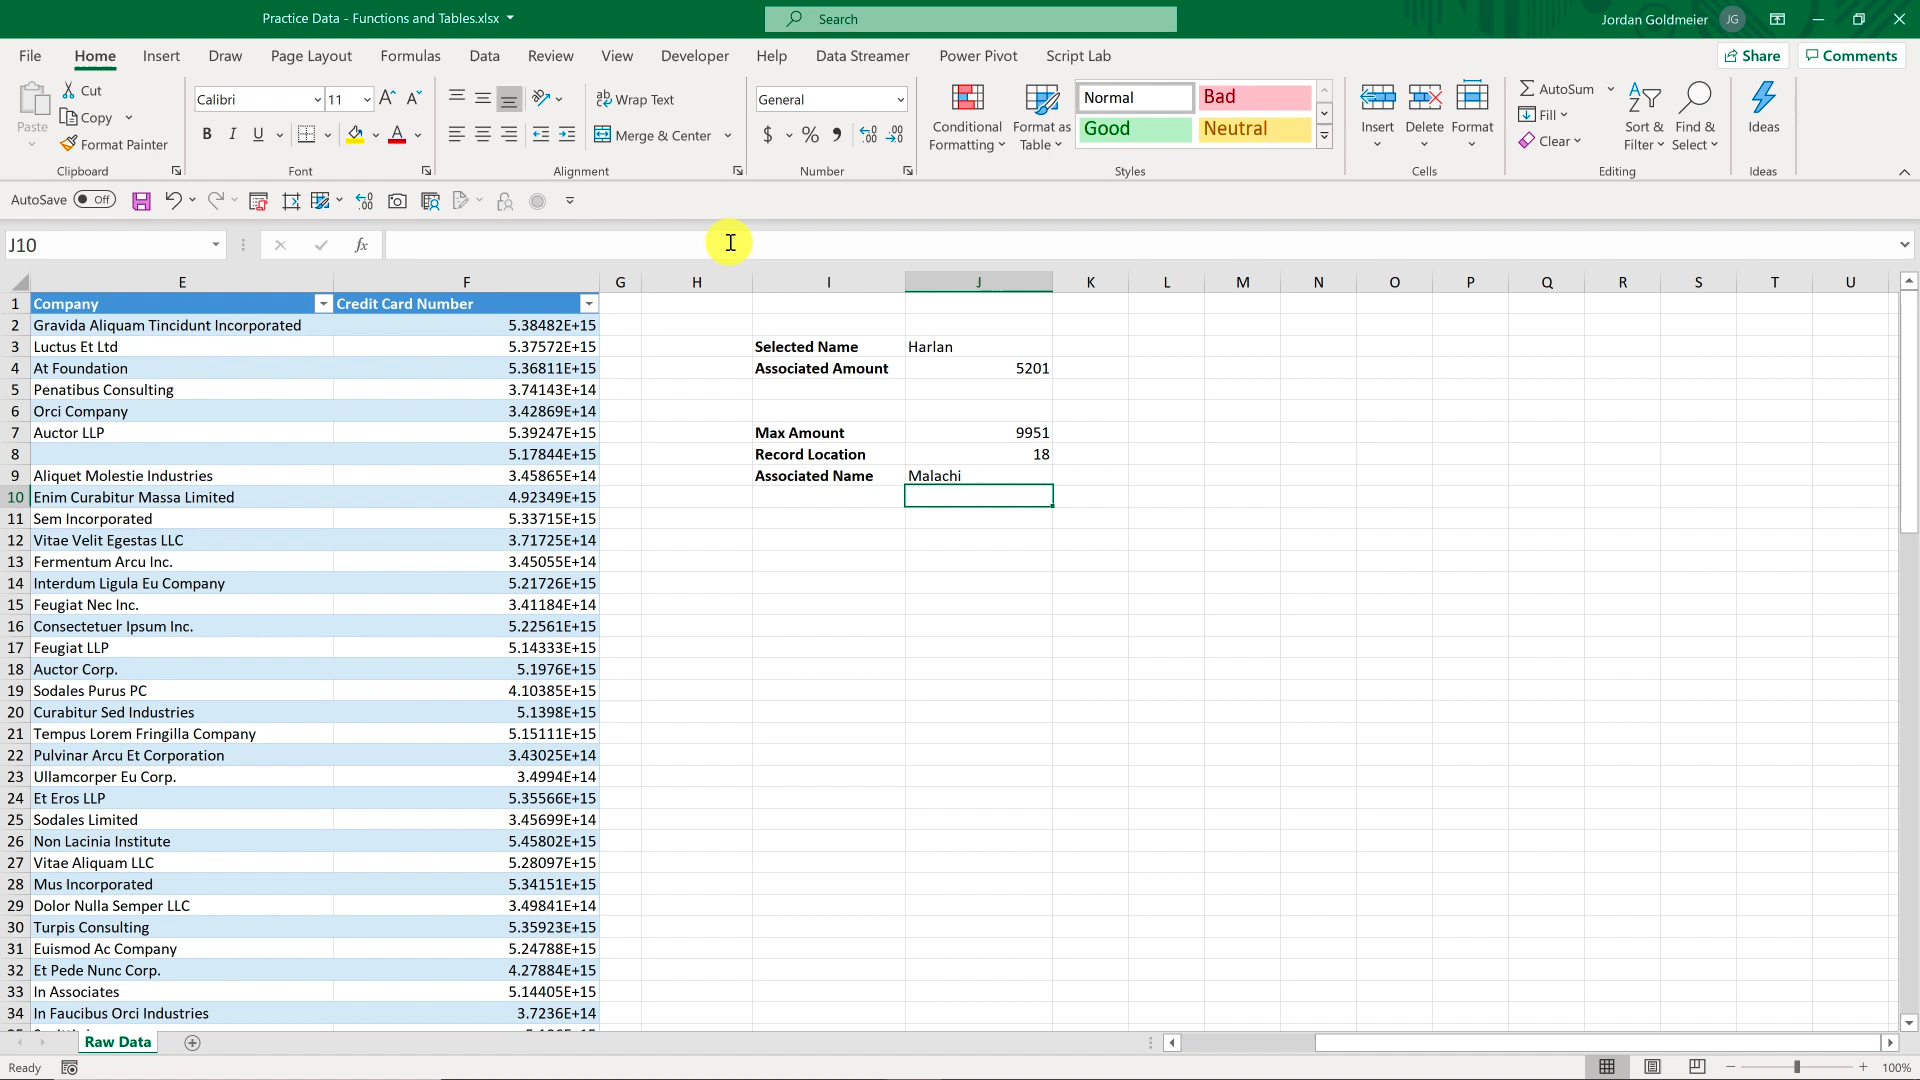 Practice Data - Functions and Tables.xlsx
Search
Jordan Goldmeier
JG
File Home Insert Draw Page Layout Formulas Data Review View Developer Help Data Streamer Power Pivot Script Lab
Share Comments
Paste
Cut
Copy
Format Painter
Clipboard
Calibri 11
B I U A
Font
Wrap Text
Merge & Center
Alignment
General
$ % 9
Number
Conditional Formatting
Format as Table
Normal Bad
Good Neutral
Styles
Insert Delete Format
Cells
AutoSum
Fill
Clear
Sort & Filter
Find & Select
Editing
Ideas
Ideas
AutoSave Off
J10 fx
E F G H I J K L M N O P Q R S T U
1 Company Credit Card Number
2 Gravida Aliquam Tincidunt Incorporated 5.38482E+15
3 Luctus Et Ltd 5.37572E+15 Selected Name Harlan
4 At Foundation 5.36811E+15 Associated Amount 5201
5 Penatibus Consulting 3.74143E+14
6 Orci Company 3.42869E+14
7 Auctor LLP 5.39247E+15 Max Amount 9951
8 5.17844E+15 Record Location 18
9 Aliquet Molestie Industries 3.45865E+14 Associated Name Malachi
10 Enim Curabitur Massa Limited 4.92349E+15
11 Sem Incorporated 5.33715E+15
12 Vitae Velit Egestas LLC 3.71725E+14
13 Fermentum Arcu Inc. 3.45055E+14
14 Interdum Ligula Eu Company 5.21726E+15
15 Feugiat Nec Inc. 3.41184E+14
16 Consectetuer Ipsum Inc. 5.22561E+15
17 Feugiat LLP 5.14333E+15
18 Auctor Corp. 5.1976E+15
19 Sodales Purus PC 4.10385E+15
20 Curabitur Sed Industries 5.1398E+15
21 Tempus Lorem Fringilla Company 5.15111E+15
22 Pulvinar Arcu Et Corporation 3.43025E+14
23 Ullamcorper Eu Corp. 3.4994E+14
24 Et Eros LLP 5.35566E+15
25 Sodales Limited 3.45699E+14
26 Non Lacinia Institute 5.45802E+15
27 Vitae Aliquam LLC 5.28097E+15
28 Mus Incorporated 5.34151E+15
29 Dolor Nulla Semper LLC 3.49841E+14
30 Turpis Consulting 5.35923E+15
31 Euismod Ac Company 5.24788E+15
32 Et Pede Nunc Corp. 4.27884E+15
33 In Associates 5.14405E+15
34 In Faucibus Orci Industries 3.7236E+14
Raw Data
Ready 100%